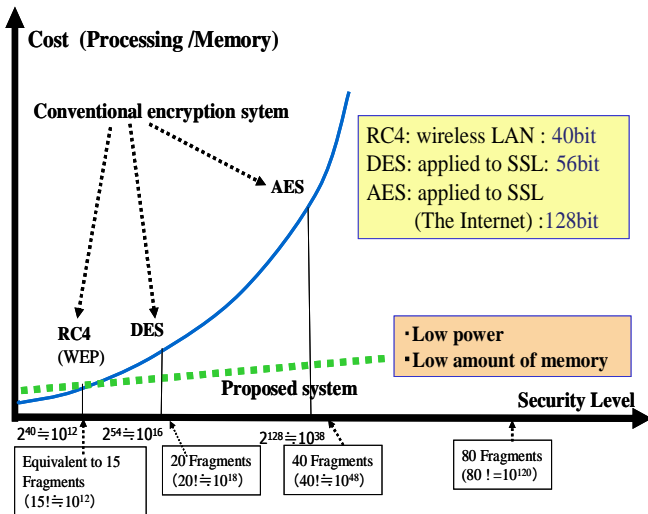 Cost (Processing /Memory)
Conventional encryption sytem
AES
RC4: wireless LAN : 40bit
DES: applied to SSL: 56bit
AES: applied to SSL
(The Internet) :128bit
RC4
(WEP)
DES
・Low power
・Low amount of memory
Proposed system
Security Level
2⁴⁰≒10¹²
2⁵⁴≒10¹⁶
2¹²⁸≒10³⁸
Equivalent to 15
Fragments
(15!≒10¹²)
20 Fragments
(20!≒10¹⁸)
40 Fragments
(40!≒10⁴⁸)
80 Fragments
(80 ! =10¹²⁰)